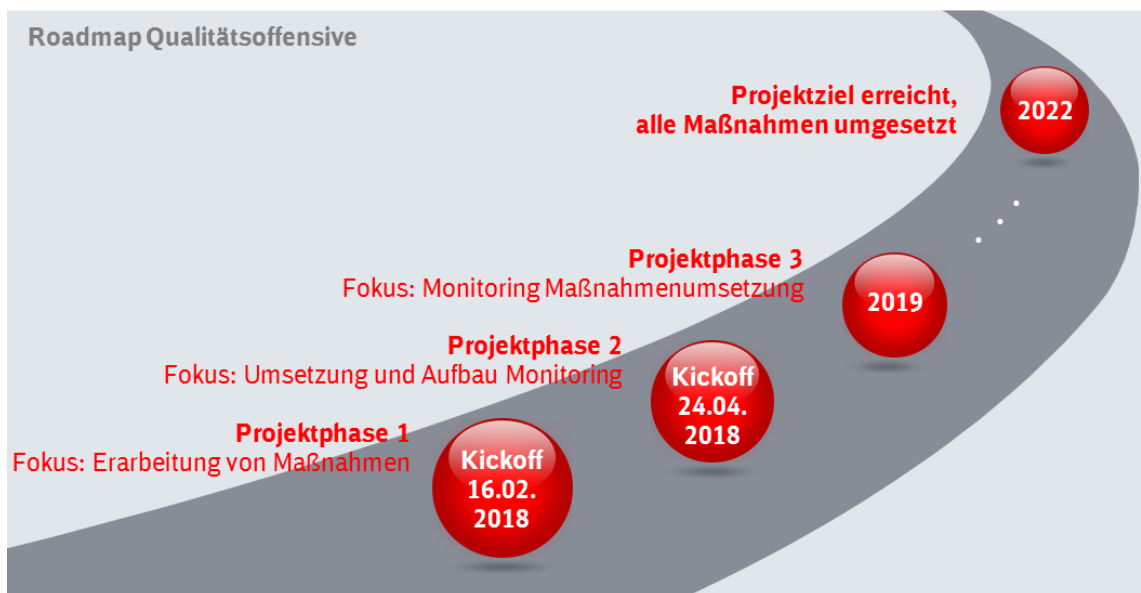 Roadmap Qualitätsoffensive
Projektziel erreicht,
alle Maßnahmen umgesetzt
2022
Projektphase 3
Fokus: Monitoring Maßnahmenumsetzung
2019
Projektphase 2
Fokus: Umsetzung und Aufbau Monitoring
Kickoff
24.04.
2018
Projektphase 1
Fokus: Erarbeitung von Maßnahmen
Kickoff
16.02.
2018